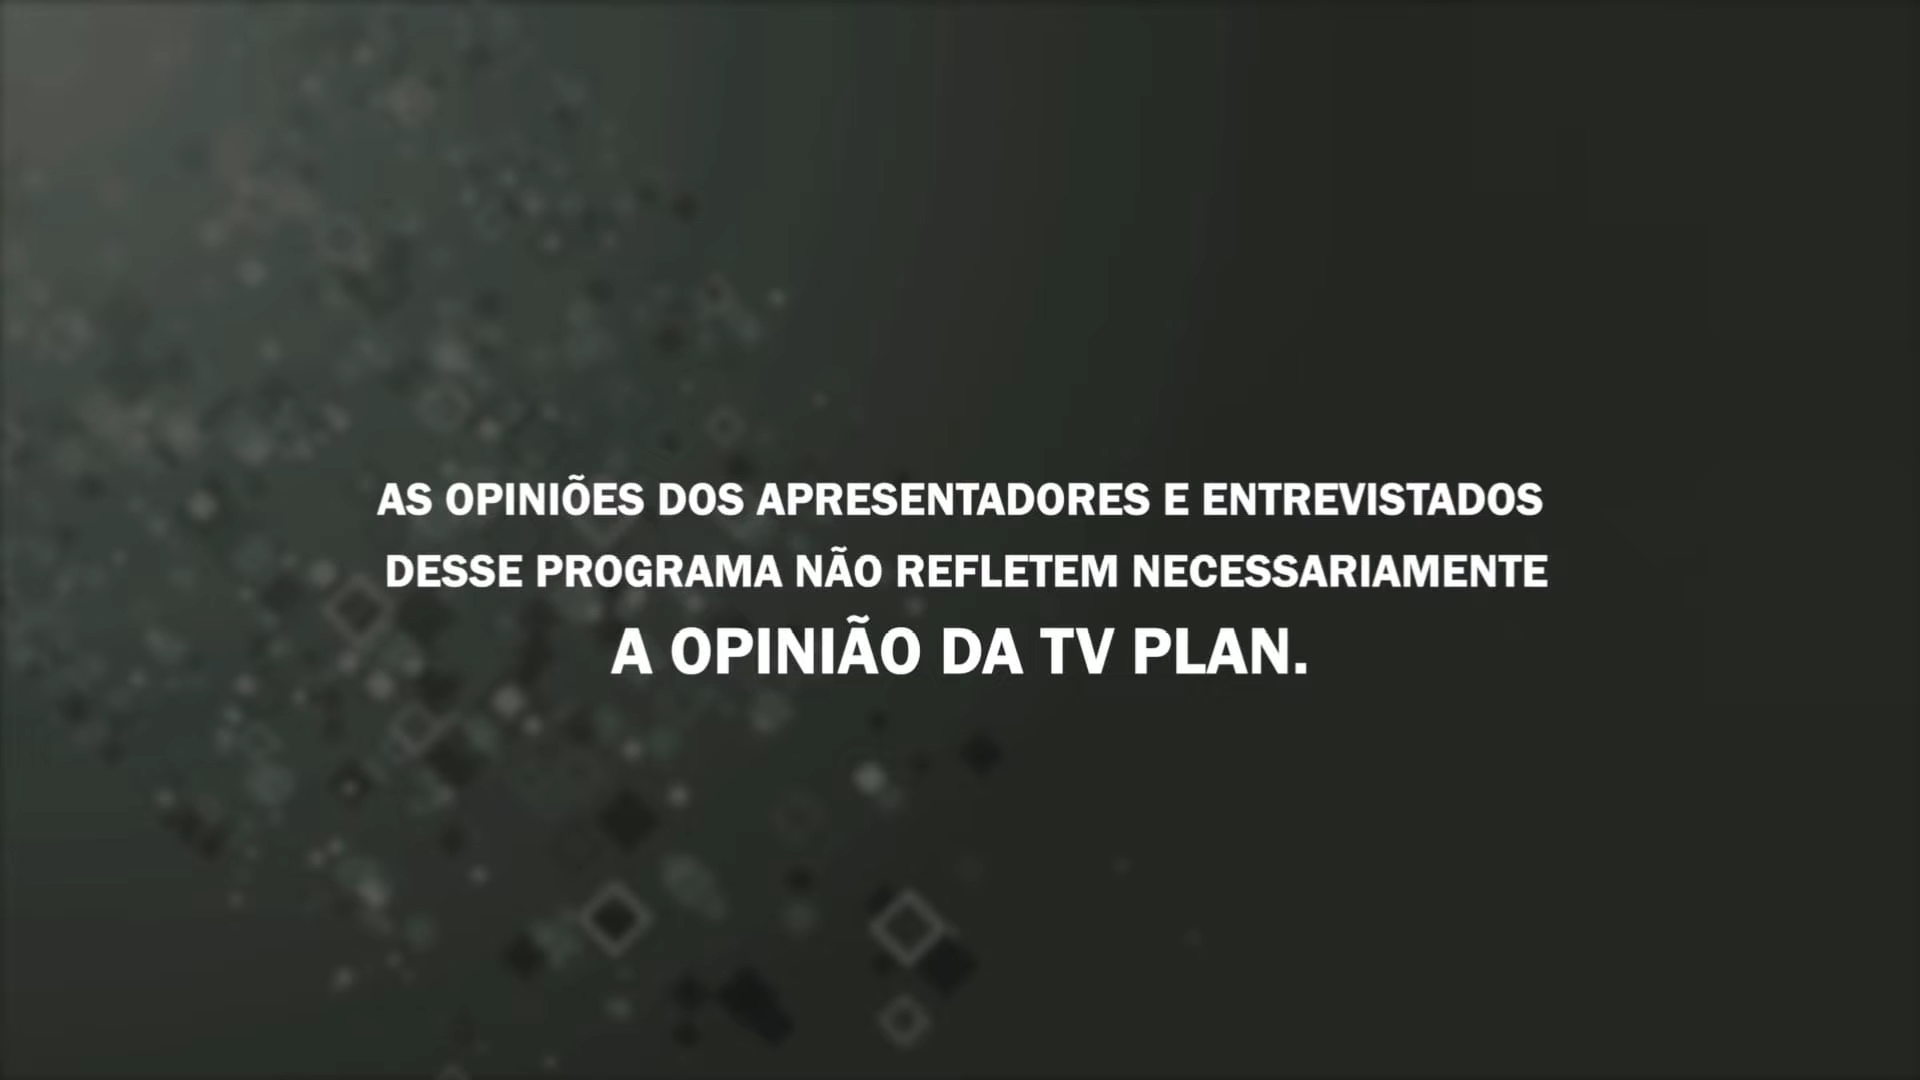 AS OPINIÕES DOS APRESENTADORES E ENTREVISTADOS
DESSE PROGRAMA NÃO REFLETEM NECESSARIAMENTE
A OPINIÃO DA TV PLAN.